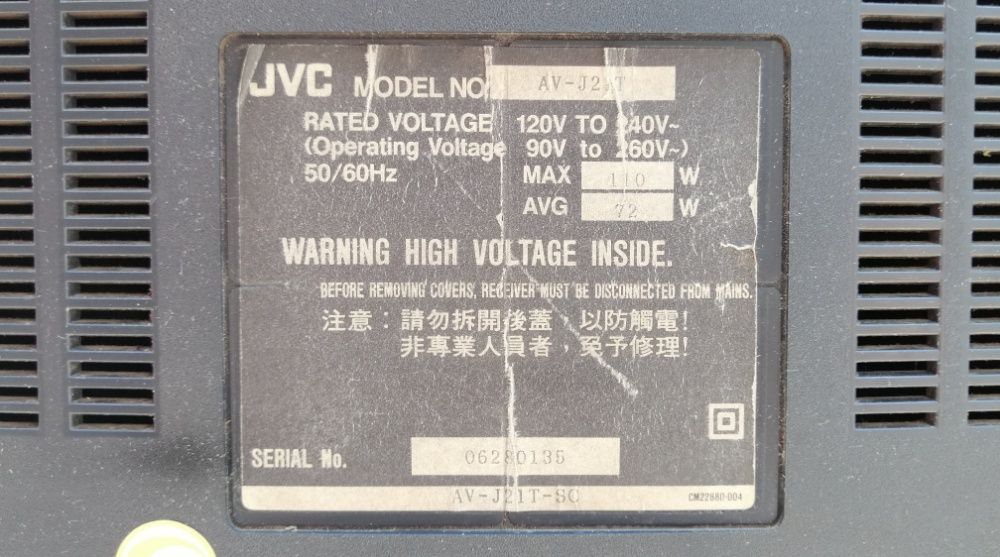 JVC MODEL NO. AV-J21T
RATED VOLTAGE 120V TO 240V~
(Operating Voltage 90V to 260V~)
50/60Hz MAX 110 W
AVG 72 W
WARNING HIGH VOLTAGE INSIDE.
BEFORE REMOVING COVERS, RECEIVER MUST BE DISCONNECTED FROM MAINS.
注意：請勿拆開後蓋，以防觸電!
非專業人員者，免予修理!
SERIAL No. 06280135
AV-J21T-SC
CM22880-004